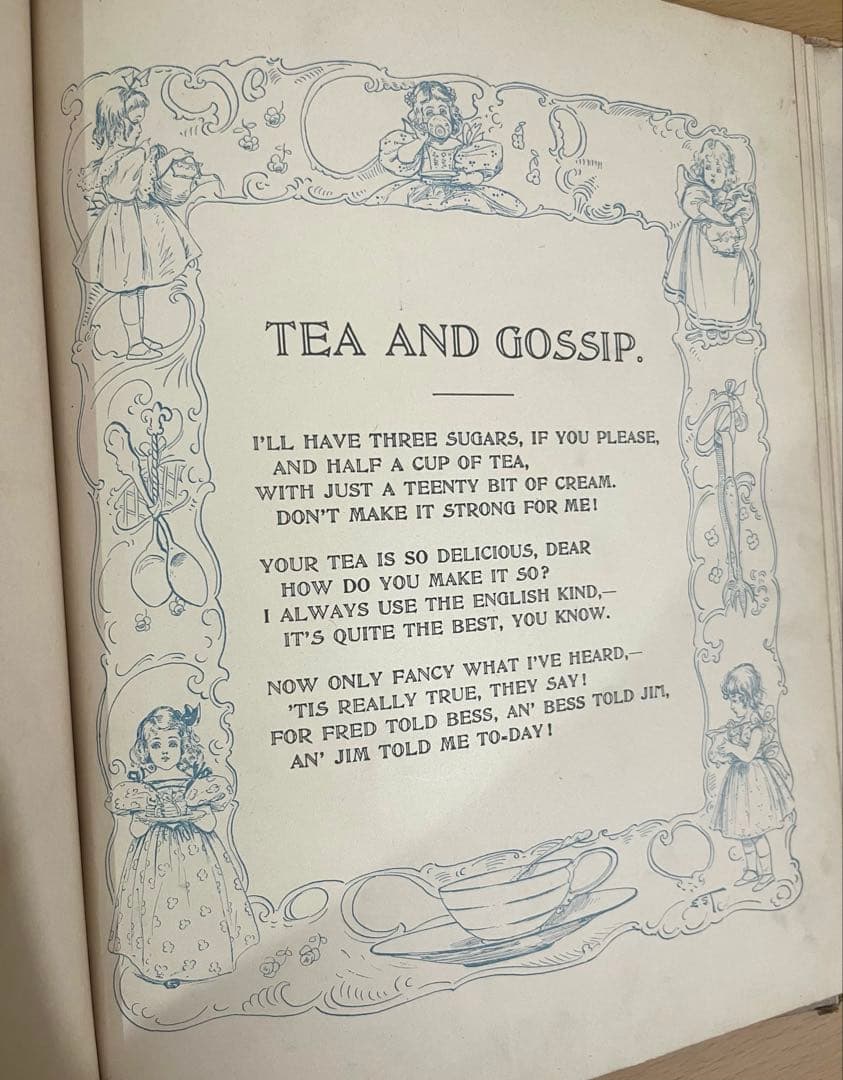 TEA AND GOSSIP.
I'LL HAVE THREE SUGARS, IF YOU PLEASE,
AND HALF A CUP OF TEA,
WITH JUST A TEENTY BIT OF CREAM.
DON'T MAKE IT STRONG FOR ME!
YOUR TEA IS SO DELICIOUS, DEAR
HOW DO YOU MAKE IT SO?
I ALWAYS USE THE ENGLISH KIND,—
IT'S QUITE THE BEST, YOU KNOW.
NOW ONLY FANCY WHAT I'VE HEARD,—
'TIS REALLY TRUE, THEY SAY!
FOR FRED TOLD BESS, AN' BESS TOLD JIM,
AN' JIM TOLD ME TO-DAY!